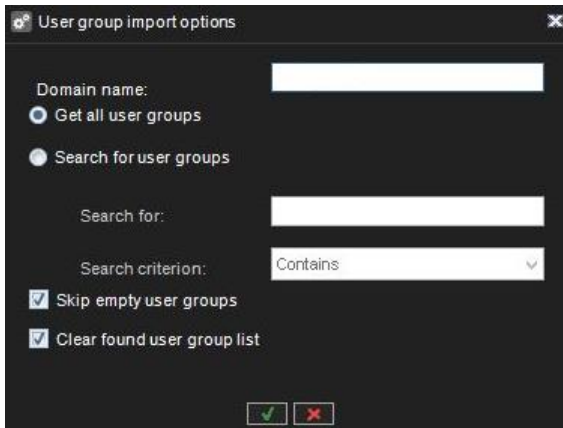 User group import options
Domain name:
Get all user groups
Search for user groups
Search for:
Search criterion:
Contains
Skip empty user groups
Clear found user group list